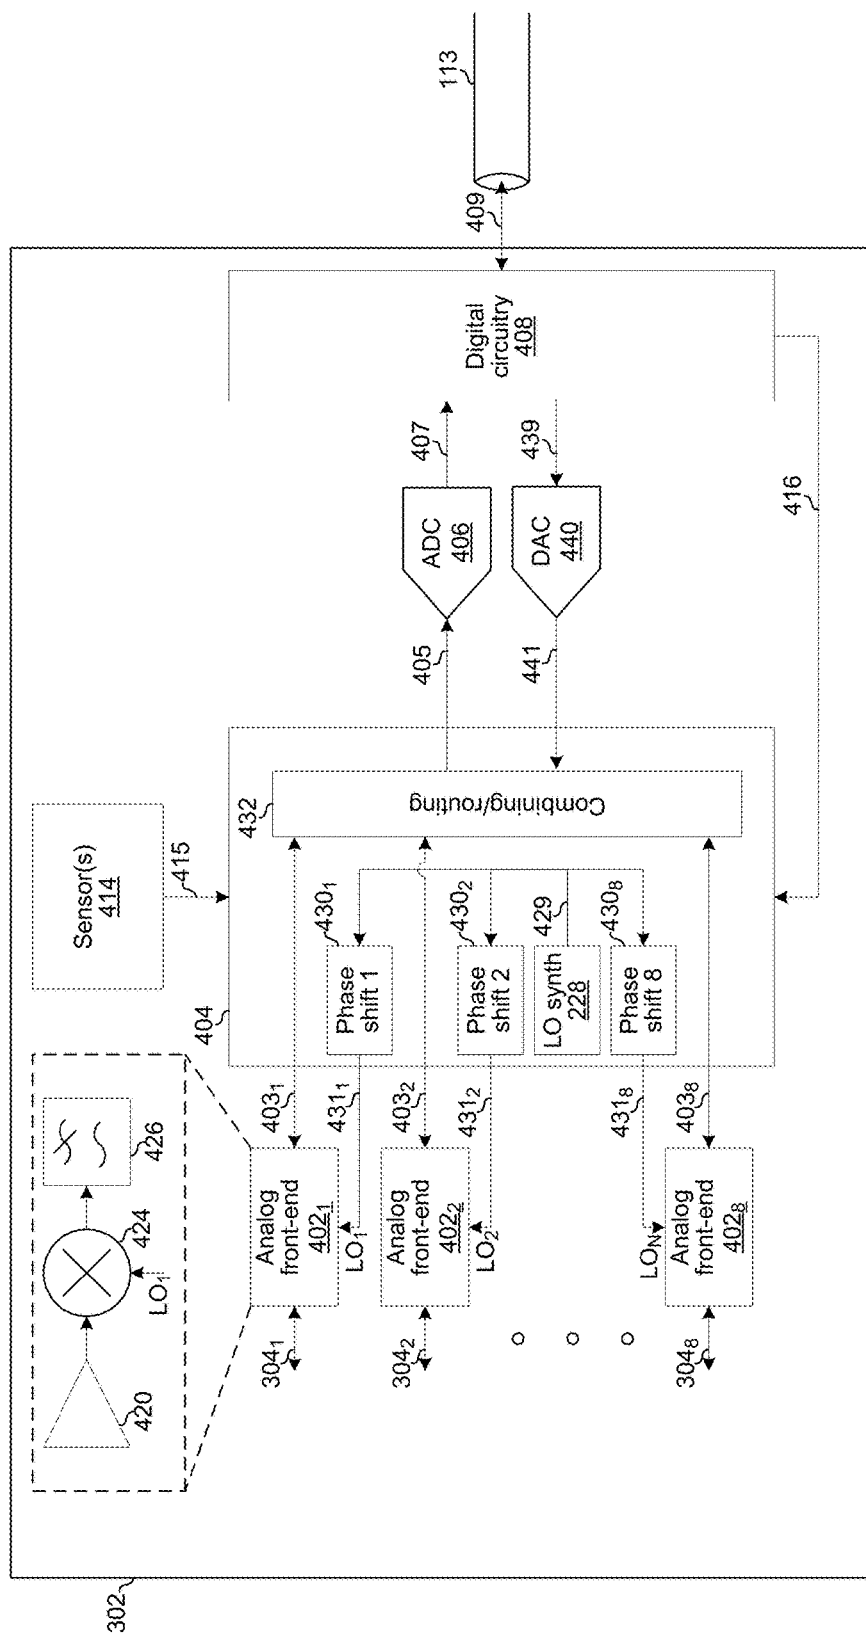 302
420
424
426
LO₁
Sensor(s)
414
415
404
304₁
Analog
front-end
402₁
LO₁
403₁
431₁
Phase
shift 1
430₁
432
Combining/routing
304₂
Analog
front-end
402₂
LO₂
403₂
431₂
Phase
shift 2
430₂
LO synth
228
429
Phase
shift 8
430₈
431₈
LO_N
304₈
Analog
front-end
402₈
403₈
405
ADC
406
407
441
DAC
440
439
Digital
circuitry
408
409
113
416